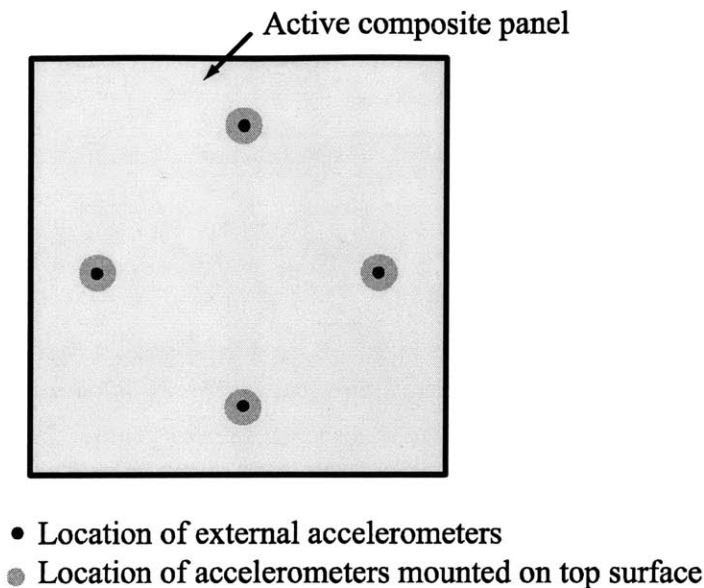 Active composite panel
Location of external accelerometers
Location of accelerometers mounted on top surface